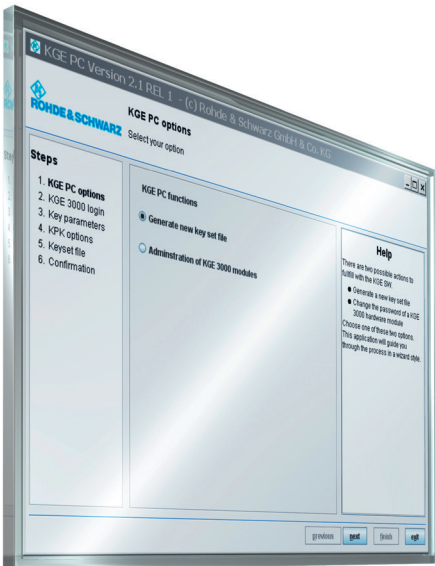 KGE PC Version 2.1 REL 1 - (c) Rohde & Schwarz GmbH & Co. KG
ROHDE & SCHWARZ
KGE PC options
Select your option
Steps
1. KGE PC options
2. KGE 3000 login
3. Key parameters
4. KPK options
5. Keyset file
6. Confirmation
KGE PC functions
Generate new key set file
Adminstration of KGE 3000 modules
Help
There are two possible actions to
fulfill with the KGE SW.
Generate a new key set file
Change the password of a KGE
3000 hardware module
Choose one of these two options.
This application will guide you
through the process in a wizard style.
previous
next
finish
exit